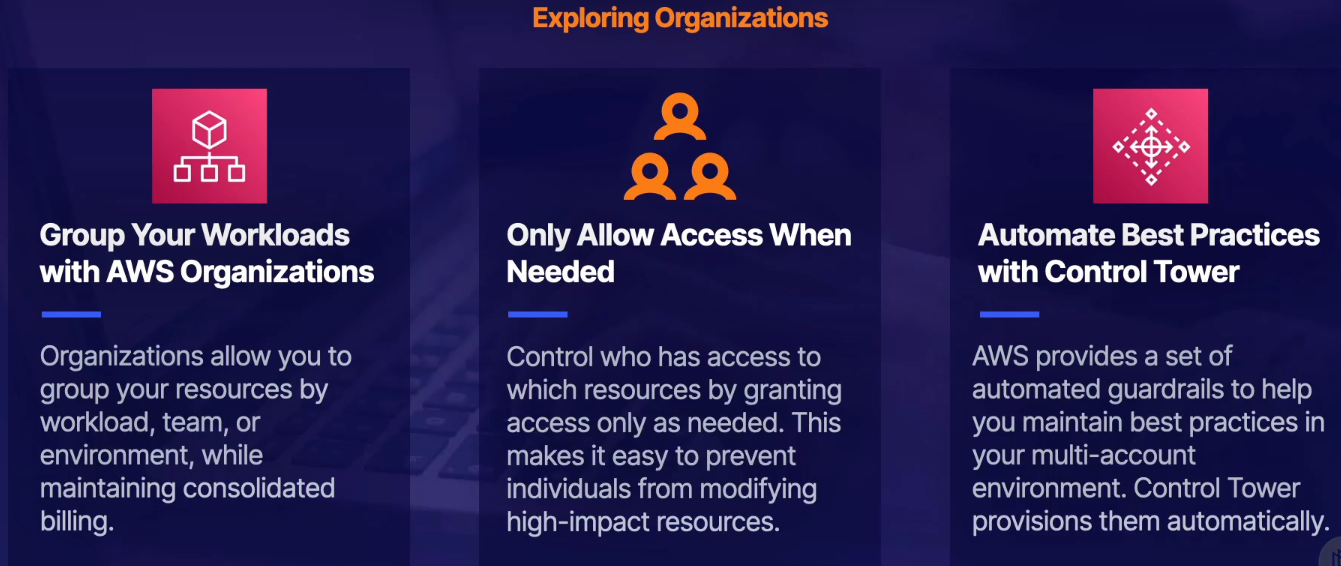 Exploring Organizations
Group Your Workloads
with AWS Organizations
Organizations allow you to
group your resources by
workload, team, or
environment, while
maintaining consolidated
billing.
Only Allow Access When
Needed
Control who has access to
which resources by granting
access only as needed. This
makes it easy to prevent
individuals from modifying
high-impact resources.
Automate Best Practices
with Control Tower
AWS provides a set of
automated guardrails to help
you maintain best practices in
your multi-account
environment. Control Tower
provisions them automatically.